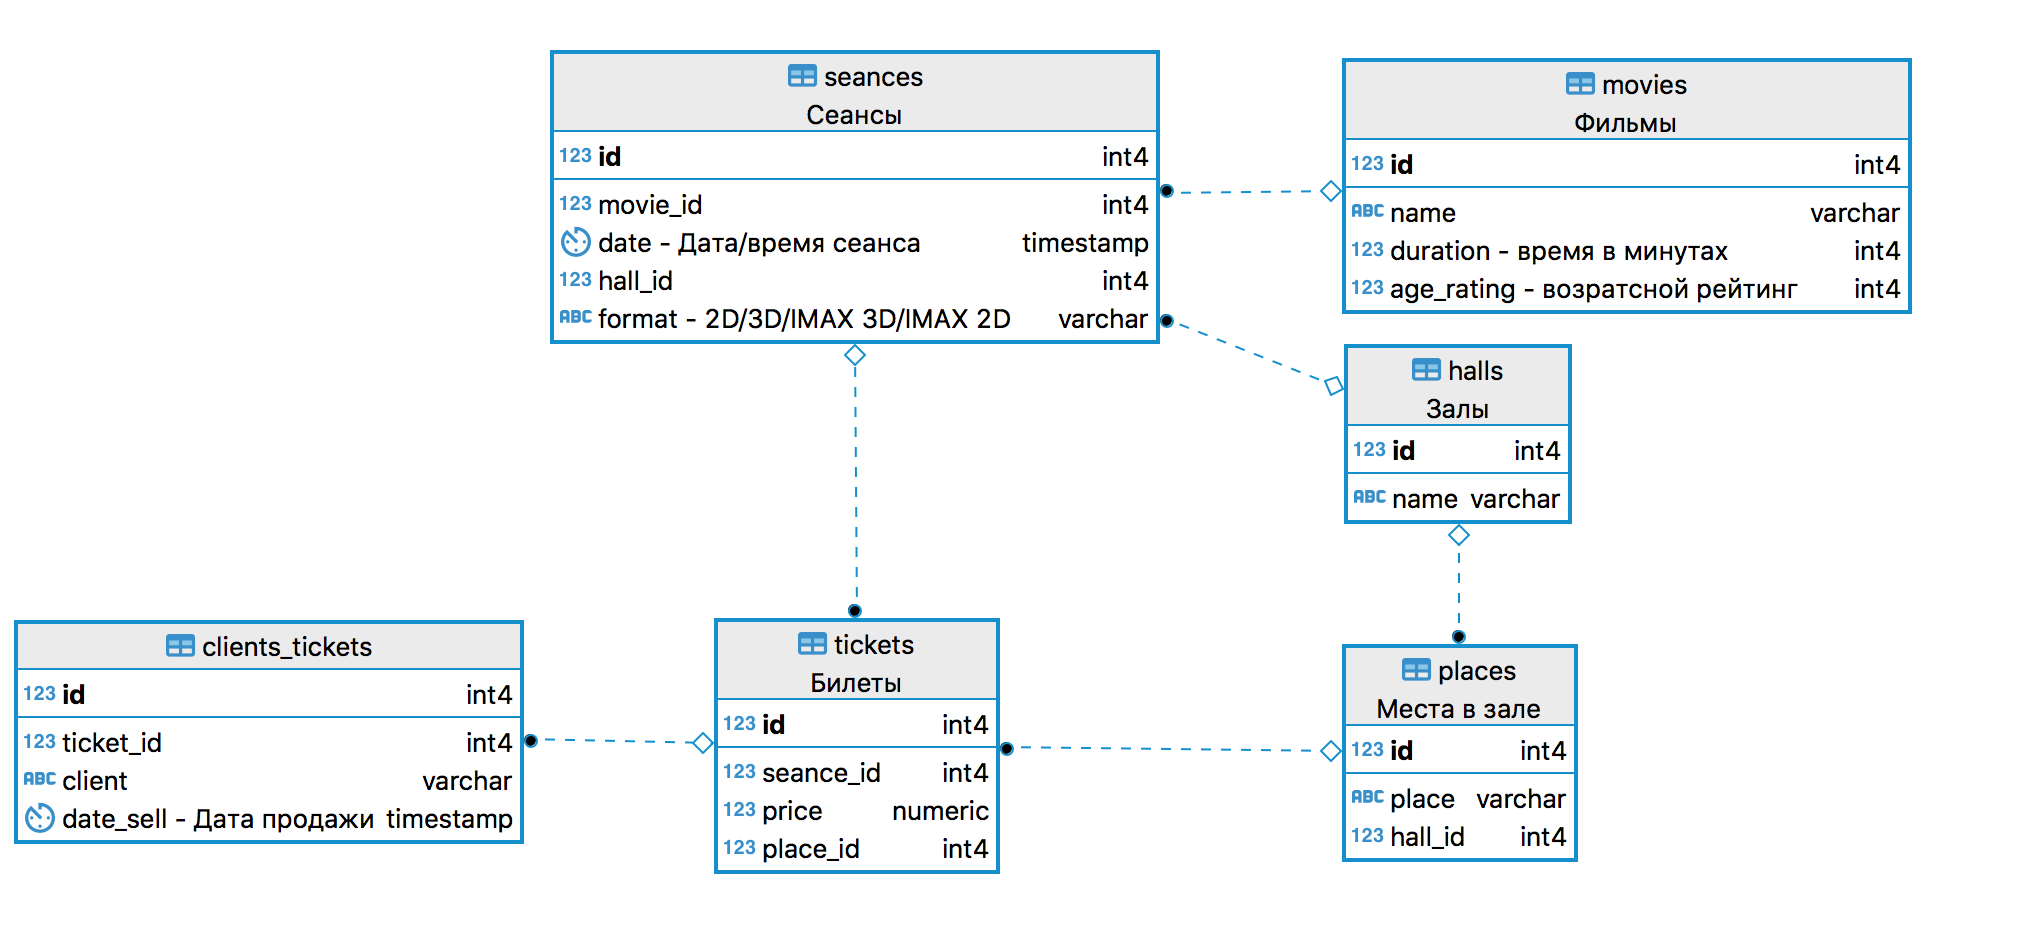 seances
Сеансы
123 id int4
123 movie_id int4
date - Дата/время сеанса timestamp
123 hall_id int4
ABC format - 2D/3D/IMAX 3D/IMAX 2D varchar
movies
Фильмы
123 id int4
ABC name varchar
123 duration - время в минутах int4
123 age_rating - возратсной рейтинг int4
halls
Залы
123 id int4
ABC name varchar
clients_tickets
123 id int4
123 ticket_id int4
ABC client varchar
date_sell - Дата продажи timestamp
tickets
Билеты
123 id int4
123 seance_id int4
123 price numeric
123 place_id int4
places
Места в зале
123 id int4
ABC place varchar
123 hall_id int4